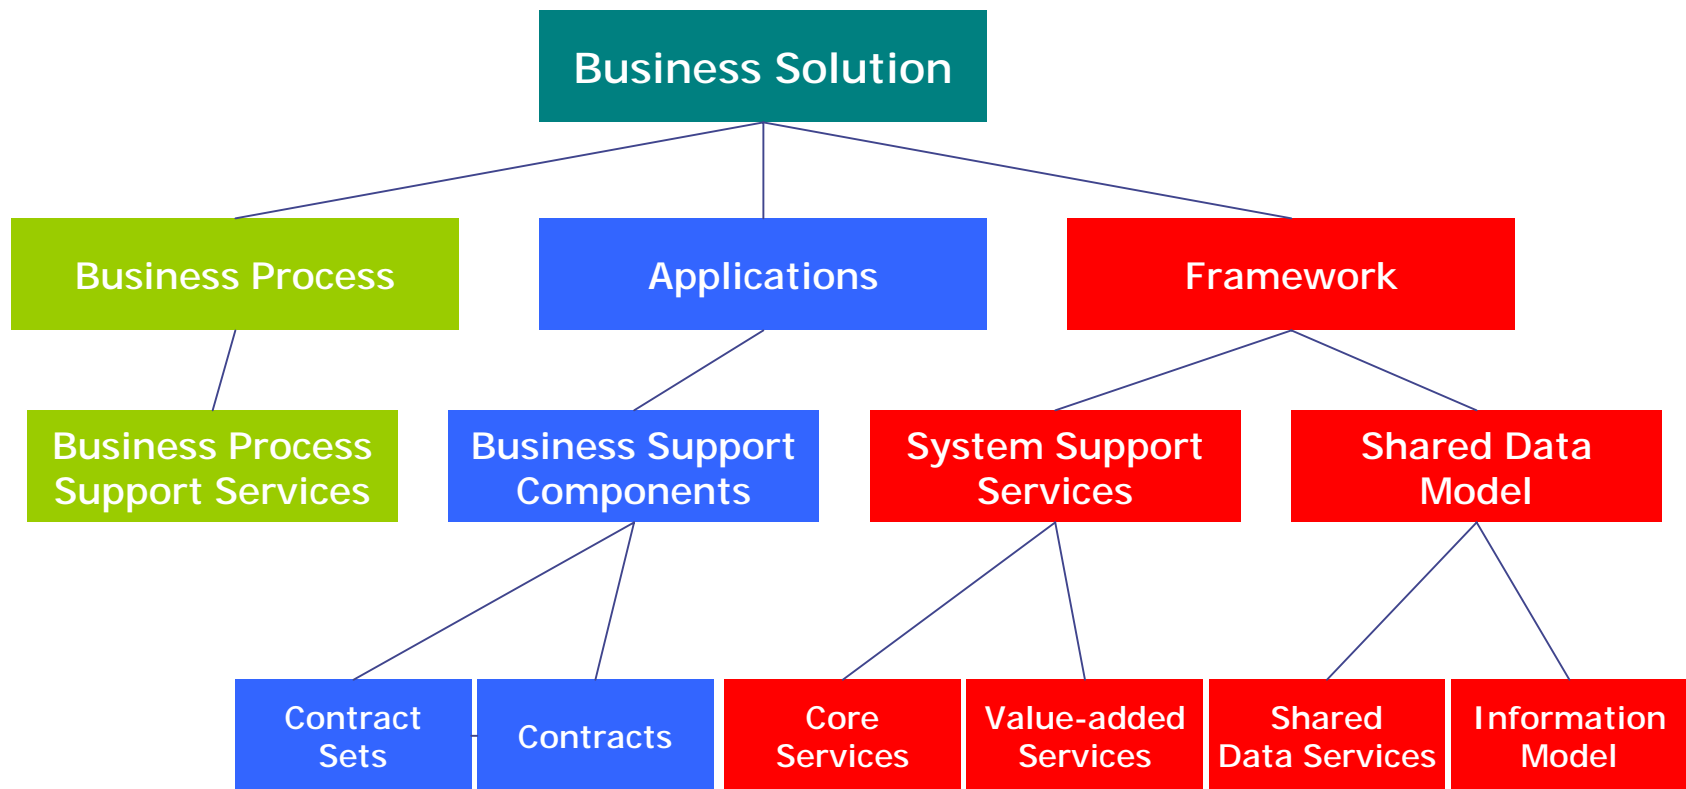 Business Solution
Business Process
Applications
Framework
Business Process
Support Services
Business Support
Components
System Support
Services
Shared Data
Model
Contract
Sets
Contracts
Core
Services
Value-added
Services
Shared
Data Services
Information
Model